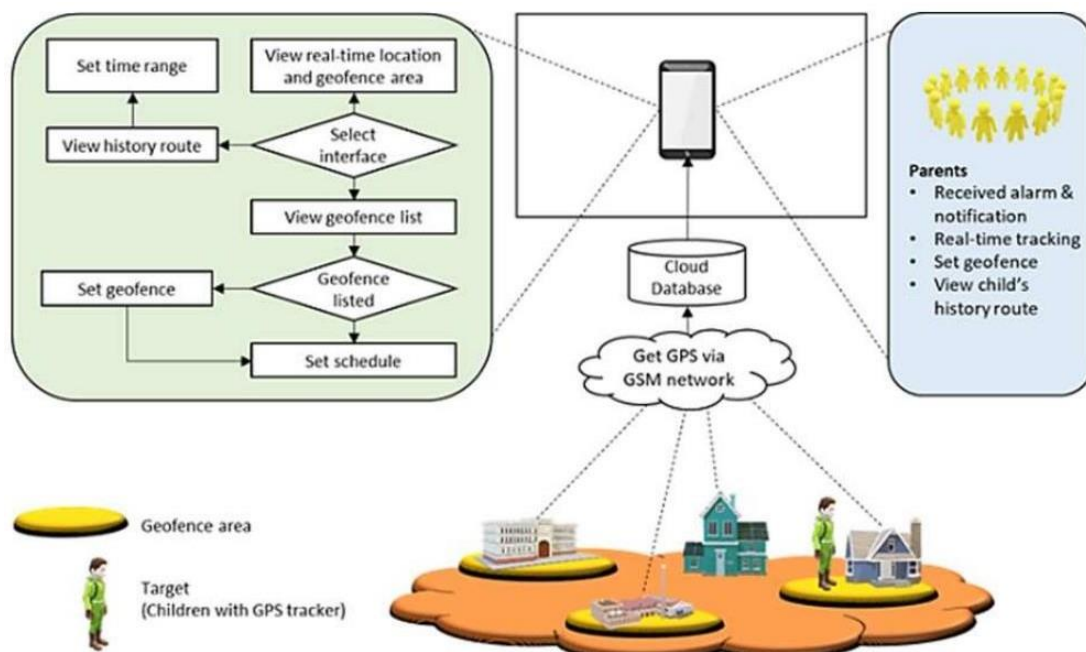 Set time range
View real-time location
and geofence area
View history route
Select
interface
View geofence list
Set geofence
Geofence
listed
Set schedule
Cloud
Database
Get GPS via
GSM network
Parents
• Received alarm &
notification
• Real-time tracking
• Set geofence
• View child's
history route
Geofence area
Target
(Children with GPS tracker)